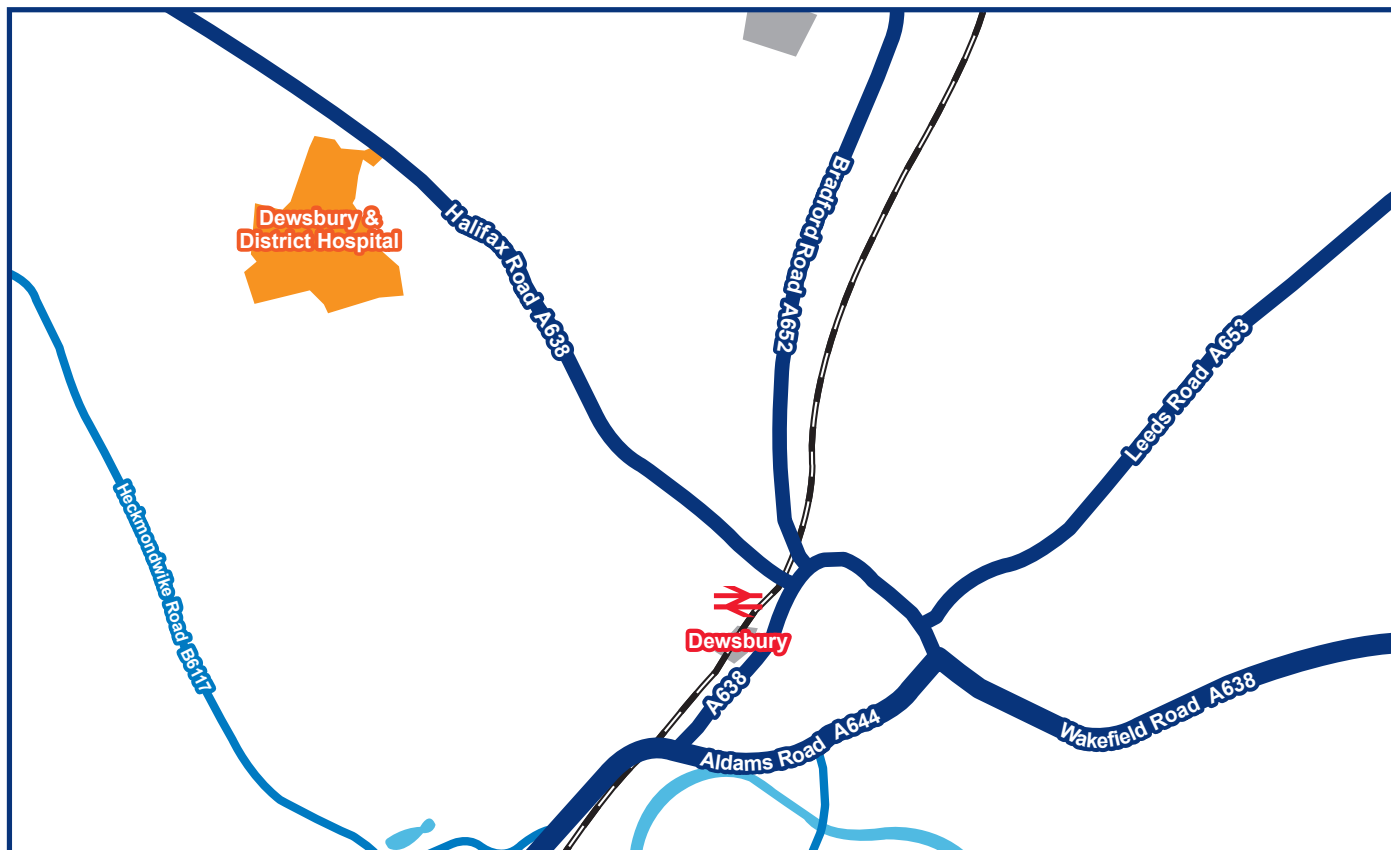 Dewsbury &
District Hospital
Halifax Road A638
Bradford Road A652
Leeds Road A653
Heckmondwike Road B6117
Dewsbury
A638
Aldams Road A644
Wakefield Road A638